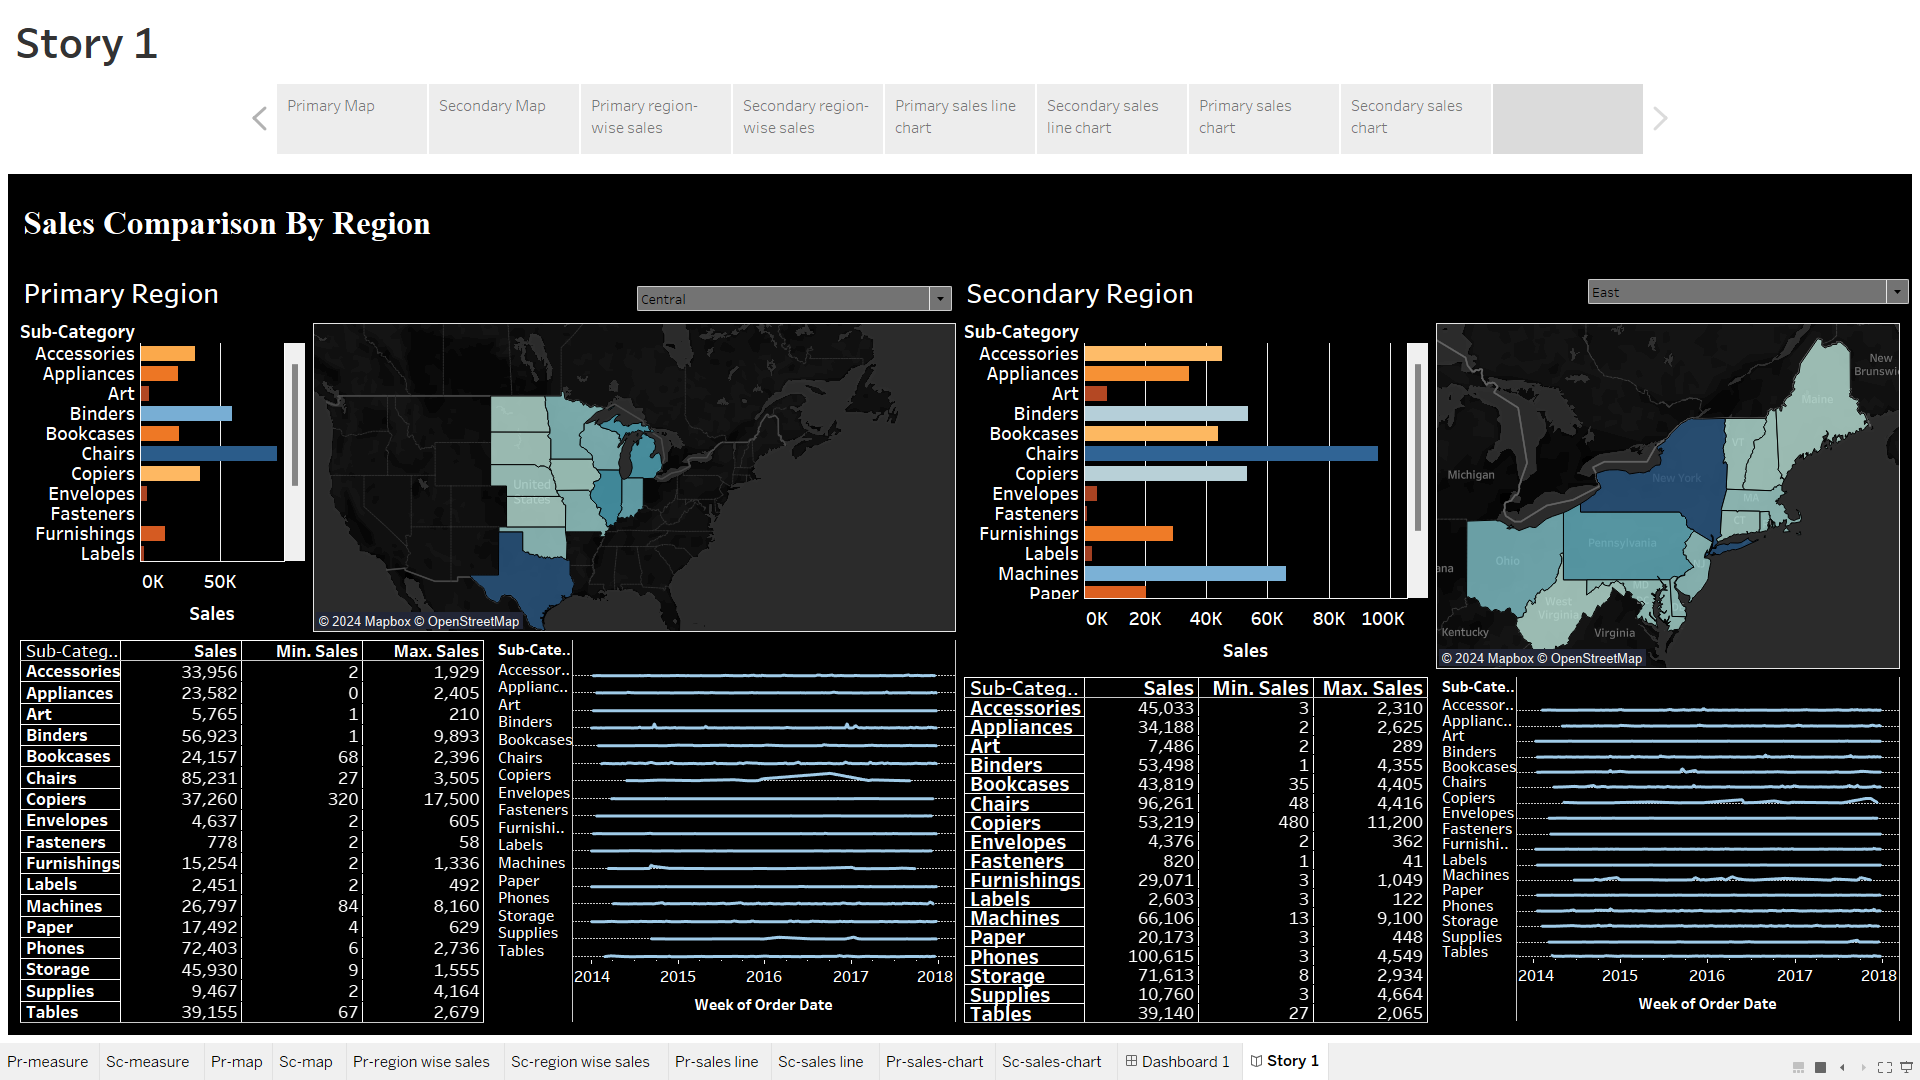 Story 1
Primary Map
Secondary Map
Primary region-
wise sales
Secondary region-
wise sales
Primary sales line
chart
Secondary sales
line chart
Primary sales
chart
Secondary sales
chart
Sales Comparison By Region
Primary Region
Central
Sub-Category
Accessories
Appliances
Art
Binders
Bookcases
Chairs
Copiers
Envelopes
Fasteners
Furnishings
Labels
0K 50K
Sales
United
States
© 2024 Mapbox © OpenStreetMap
Sub-Categ.. Sales Min. Sales Max. Sales
Accessories 33,956 2 1,929
Appliances 23,582 0 2,405
Art 5,765 1 210
Binders 56,923 1 9,893
Bookcases 24,157 68 2,396
Chairs 85,231 27 3,505
Copiers 37,260 320 17,500
Envelopes 4,637 2 605
Fasteners 778 2 58
Furnishings 15,254 2 1,336
Labels 2,451 2 492
Machines 26,797 84 8,160
Paper 17,492 4 629
Phones 72,403 6 2,736
Storage 45,930 9 1,555
Supplies 9,467 2 4,164
Tables 39,155 67 2,679
Sub-Cate..
Accessor..
Applianc..
Art
Binders
Bookcases
Chairs
Copiers
Envelopes
Fasteners
Furnishi..
Labels
Machines
Paper
Phones
Storage
Supplies
Tables
2014 2015 2016 2017 2018
Week of Order Date
Secondary Region
East
Sub-Category
Accessories
Appliances
Art
Binders
Bookcases
Chairs
Copiers
Envelopes
Fasteners
Furnishings
Labels
Machines
Paper
0K 20K 40K 60K 80K 100K
Sales
New
Brunswi
Maine
VT
Michigan
New York
MA
CT
Pennsylvania
Ohio
ana
NJ
MD
West
Virginia
Kentucky
Virginia
© 2024 Mapbox © OpenStreetMap
Sub-Categ.. Sales Min. Sales Max. Sales
Accessories 45,033 3 2,310
Appliances 34,188 2 2,625
Art 7,486 2 289
Binders 53,498 1 4,355
Bookcases 43,819 35 4,405
Chairs 96,261 48 4,416
Copiers 53,219 480 11,200
Envelopes 4,376 2 362
Fasteners 820 1 41
Furnishings 29,071 3 1,049
Labels 2,603 3 122
Machines 66,106 13 9,100
Paper 20,173 3 448
Phones 100,615 3 4,549
Storage 71,613 8 2,934
Supplies 10,760 3 4,664
Tables 39,140 27 2,065
Sub-Cate..
Accessor..
Applianc..
Art
Binders
Bookcases
Chairs
Copiers
Envelopes
Fasteners
Furnishi..
Labels
Machines
Paper
Phones
Storage
Supplies
Tables
2014 2015 2016 2017 2018
Week of Order Date
Pr-measure Sc-measure Pr-map Sc-map Pr-region wise sales Sc-region wise sales Pr-sales line Sc-sales line Pr-sales-chart Sc-sales-chart Dashboard 1 Story 1